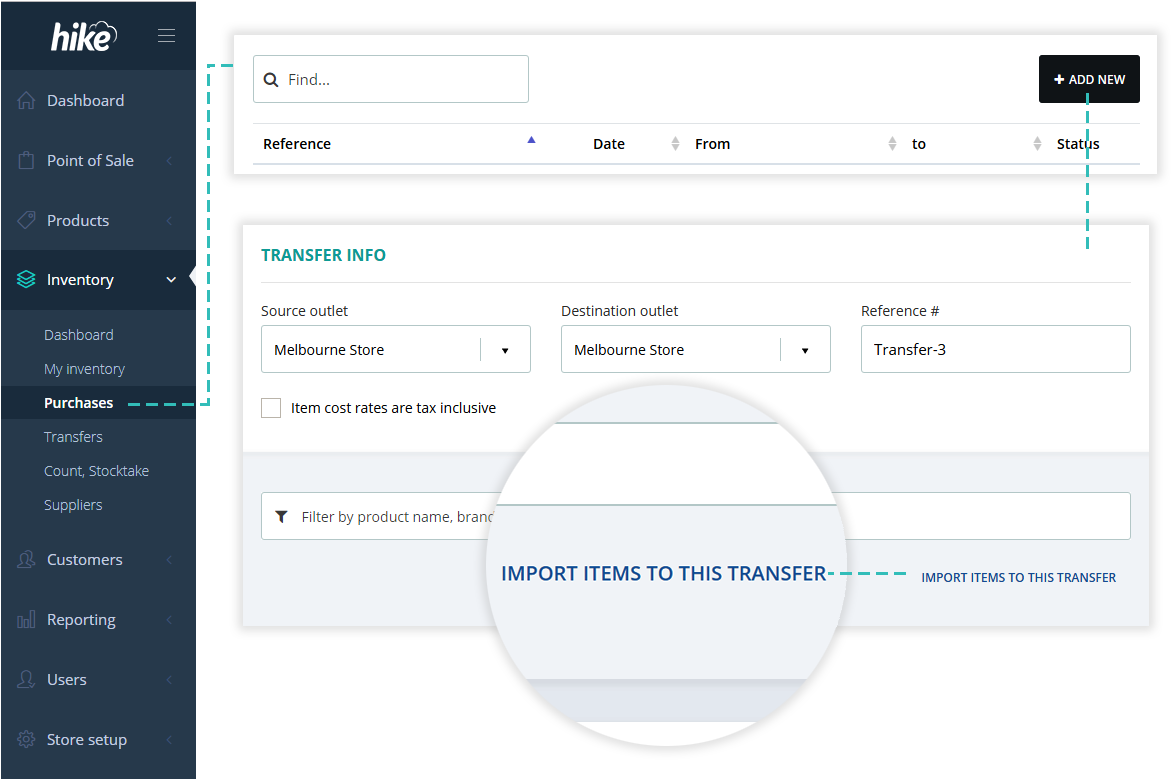 hike
Dashboard
Point of Sale
Products
Inventory
Dashboard
My inventory
Purchases
Transfers
Count, Stocktake
Suppliers
Customers
Reporting
Users
Store setup
Find...
+ ADD NEW
Reference Date From to Status
TRANSFER INFO
Source outlet Destination outlet Reference #
Melbourne Store Melbourne Store Transfer-3
Item cost rates are tax inclusive
Filter by product name, brand
IMPORT ITEMS TO THIS TRANSFER
IMPORT ITEMS TO THIS TRANSFER